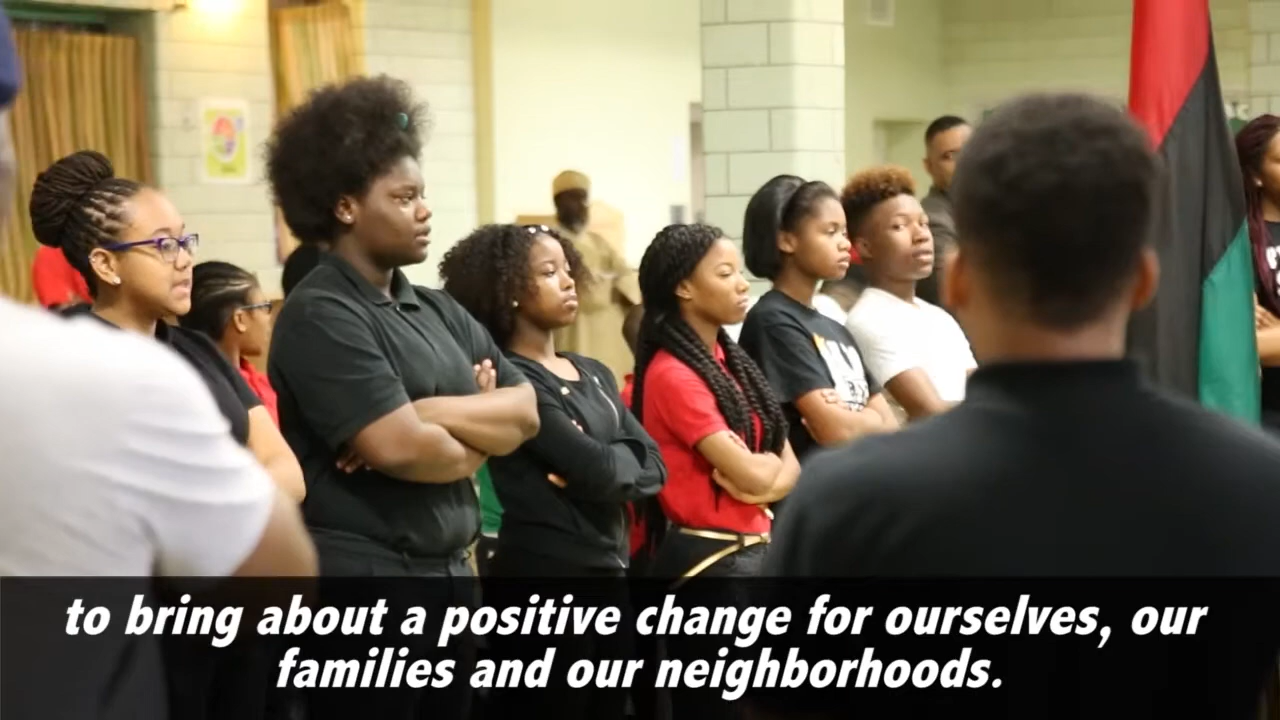 to bring about a positive change for ourselves, our
families and our neighborhoods.